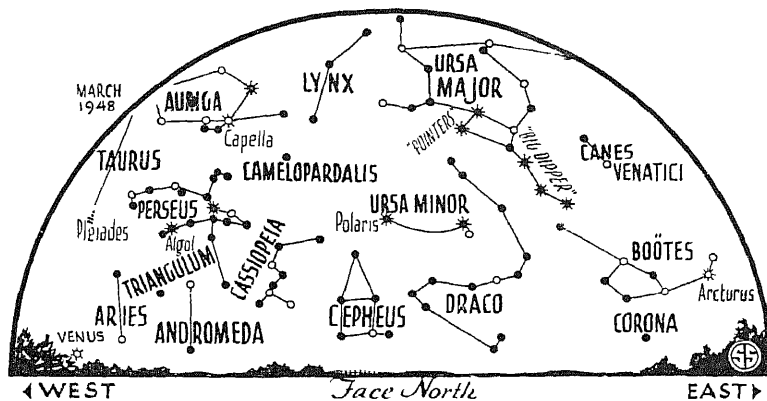 MARCH
1948
AURIGA
Capella
LYNX
URSA
MAJOR
"POINTERS"
"BIG DIPPER"
CANES
VENATICI
TAURUS
CAMELOPARDALIS
PERSEUS
Pleiades
Algol
TRIANGULUM
CASSIOPEIA
Polaris
URSA MINOR
BOÖTES
Arcturus
ARIES
ANDROMEDA
CEPHEUS
DRACO
CORONA
VENUS
WEST
Face North
EAST